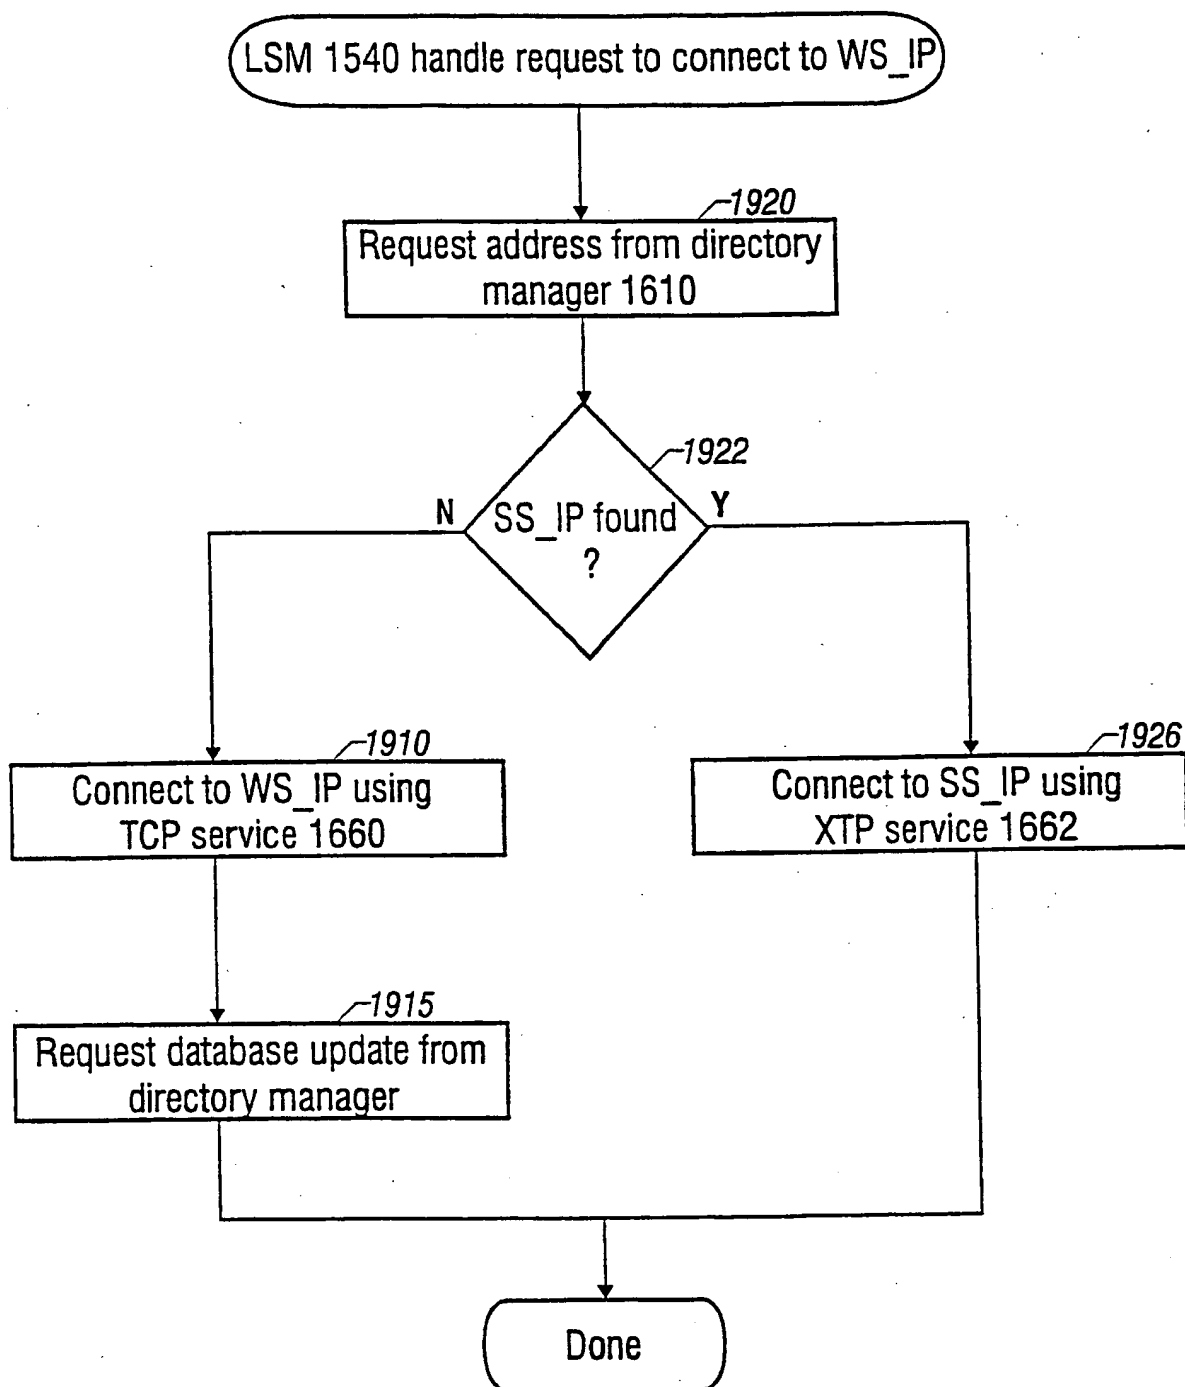 LSM 1540 handle request to connect to WS_IP
1920
Request address from directory
manager 1610
1922
N
SS_IP found
?
Y
1910
Connect to WS_IP using
TCP service 1660
1926
Connect to SS_IP using
XTP service 1662
1915
Request database update from
directory manager
Done